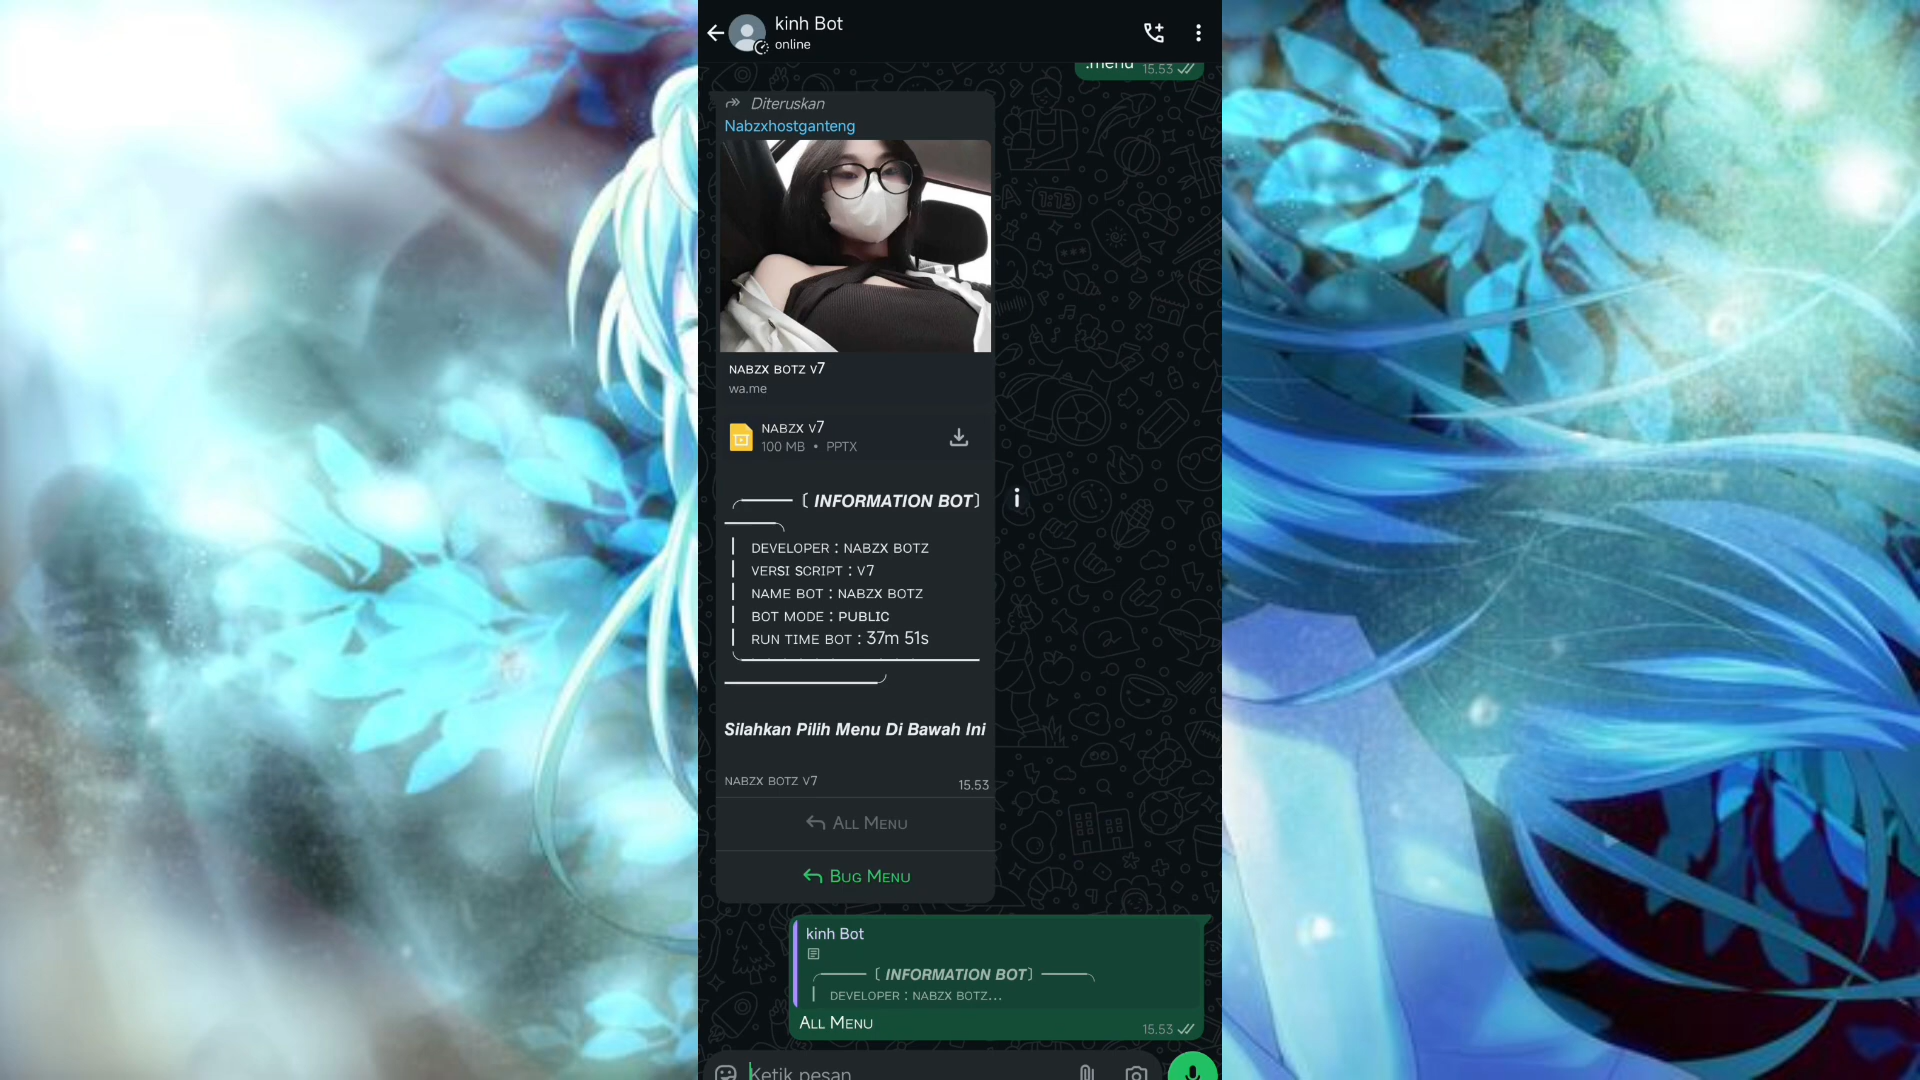 kinh Bot
online
.menu 15.53
Diteruskan
Nabzxhostganteng
NABZX BOTZ V7
wa.me
NABZX V7
100 MB • PPTX
〔 INFORMATION BOT〕
DEVELOPER : NABZX BOTZ
VERSI SCRIPT : V7
NAME BOT : NABZX BOTZ
BOT MODE : PUBLIC
RUN TIME BOT : 37m 51s
Silahkan Pilih Menu Di Bawah Ini
NABZX BOTZ V7 15.53
ALL MENU
BUG MENU
kinh Bot
〔 INFORMATION BOT〕
DEVELOPER : NABZX BOTZ...
ALL MENU 15.53
Ketik pesan